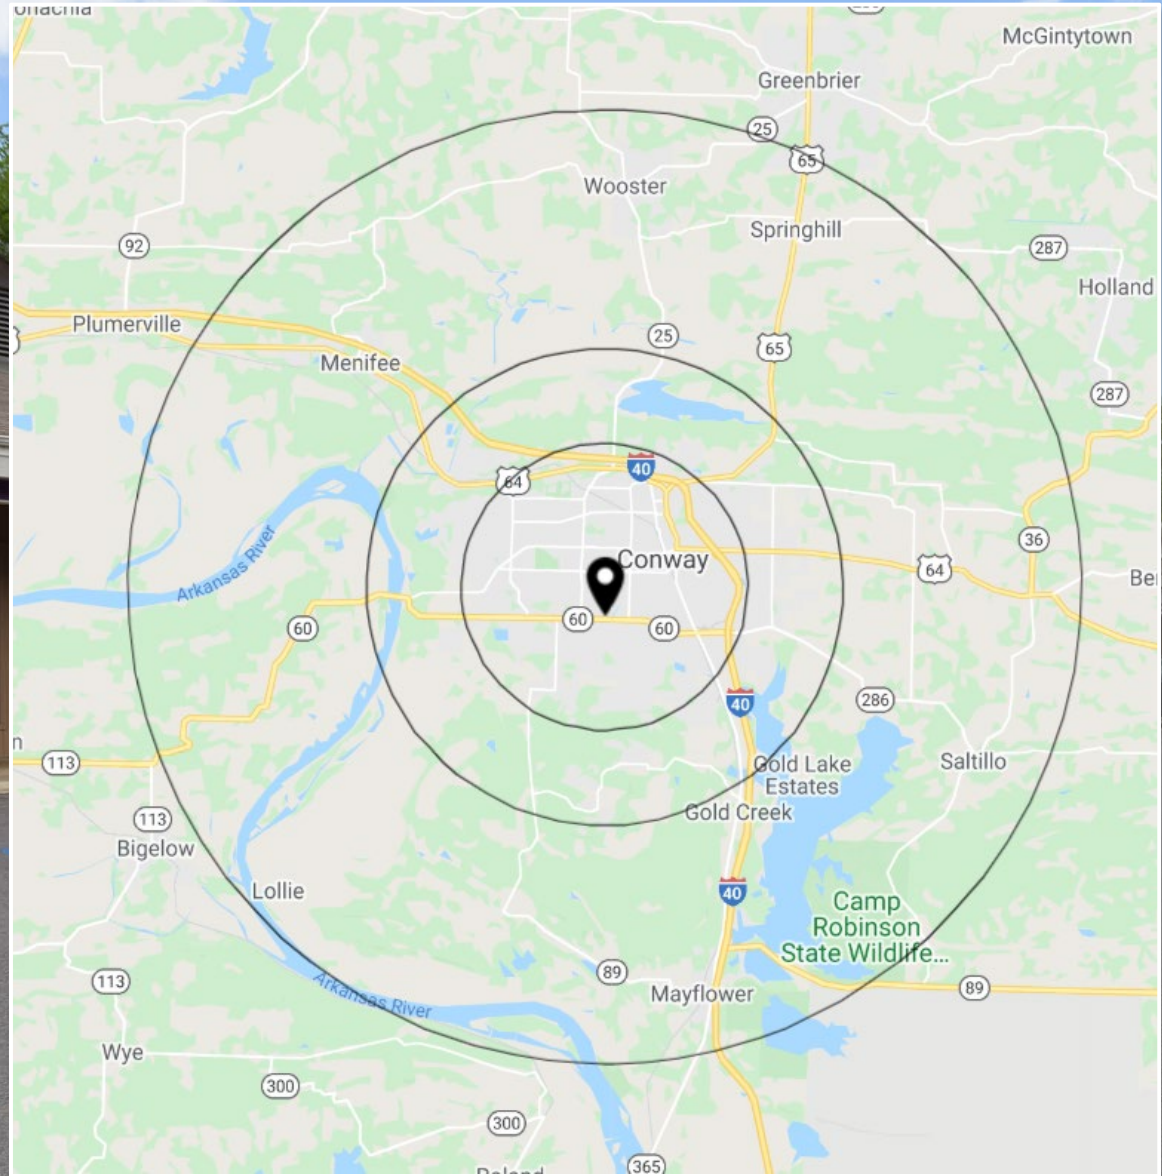 McGintytown
Greenbrier
25
65
Wooster
Springhill
92
287
Holland
Plumerville
25
65
Menifee
287
40
64
36
Conway
64
Arkansas River
60
60
60
286
40
113
Gold Lake
Estates
Saltillo
Gold Creek
113
Bigelow
Lollie
40
Camp
Robinson
State Wildlife...
89
113
Arkansas River
Mayflower
89
Wye
300
300
365